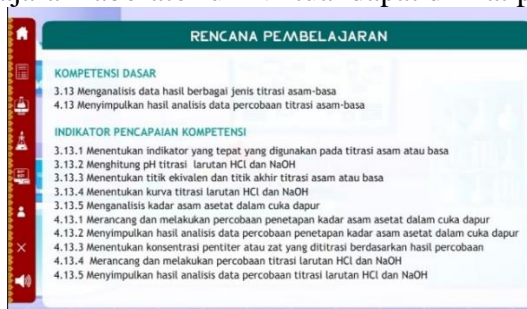 RENCANA PEMBELAJARAN
KOMPETENSI DASAR
3.13 Menganalisis data hasil berbagai jenis titrasi asam-basa
4.13 Menyimpulkan hasil analisis data percobaan titrasi asam-basa
INDIKATOR PENCAPAIAN KOMPETENSI
3.13.1 Menentukan indikator yang tepat yang digunakan pada titrasi asam atau basa
3.13.2 Menghitung pH titrasi larutan HCl dan NaOH
3.13.3 Menentukan titik ekivalen dan titik akhir titrasi asam atau basa
3.13.4 Menentukan kurva titrasi larutan HCl dan NaOH
3.13.5 Menganalisis kadar asam asetat dalam cuka dapur
4.13.1 Merancang dan melakukan percobaan penetapan kadar asam asetat dalam cuka dapur
4.13.2 Menyimpulkan hasil analisis data percobaan penetapan kadar asam asetat dalam cuka dapur
4.13.3 Menentukan konsentrasi pentiter atau zat yang dititrasi berdasarkan hasil percobaan
4.13.4 Merancang dan melakukan percobaan titrasi larutan HCl dan NaOH
4.13.5 Menyimpulkan hasil analisis data percobaan titrasi larutan HCl dan NaOH